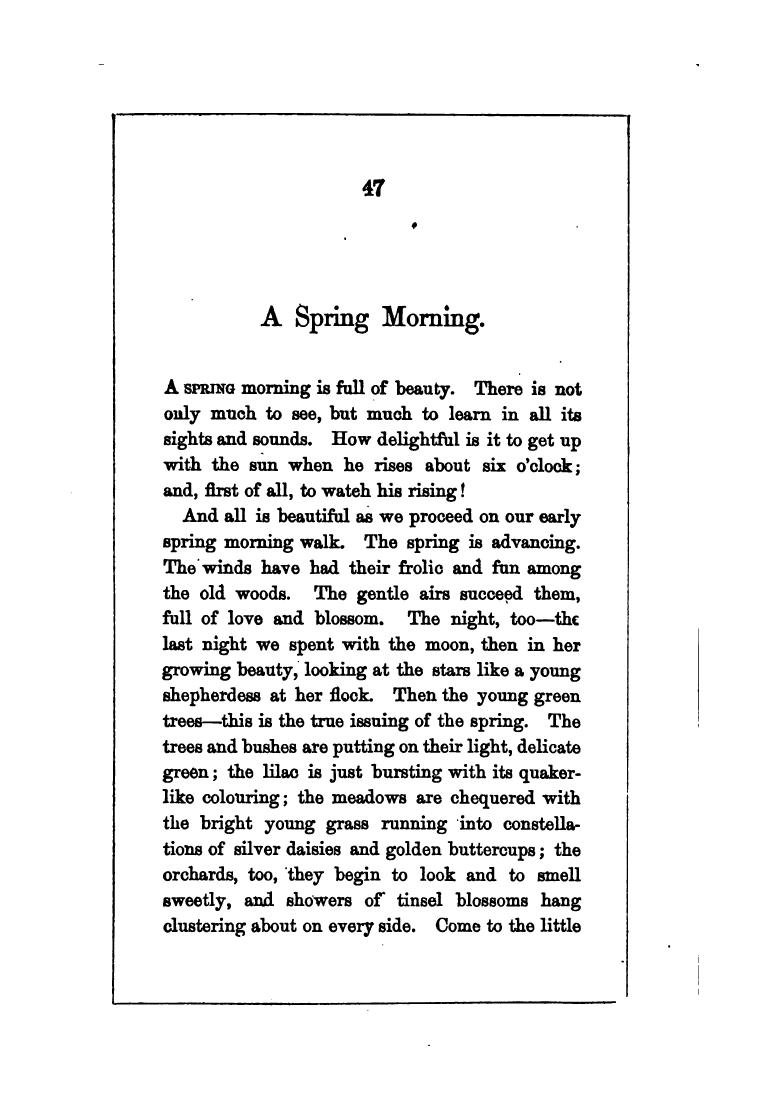 47
A Spring Morning.
A SPRING morning is full of beauty. There is not
only much to see, but much to learn in all its
sights and sounds. How delightful is it to get up
with the sun when he rises about six o'clock;
and, first of all, to watch his rising!
And all is beautiful as we proceed on our early
spring morning walk. The spring is advancing.
The winds have had their frolic and fun among
the old woods. The gentle airs succeed them,
full of love and blossom. The night, too—the
last night we spent with the moon, then in her
growing beauty, looking at the stars like a young
shepherdess at her flock. Then the young green
trees—this is the true issuing of the spring. The
trees and bushes are putting on their light, delicate
green; the lilac is just bursting with its quaker-
like colouring; the meadows are chequered with
the bright young grass running into constella-
tions of silver daisies and golden buttercups; the
orchards, too, they begin to look and to smell
sweetly, and showers of tinsel blossoms hang
clustering about on every side. Come to the little